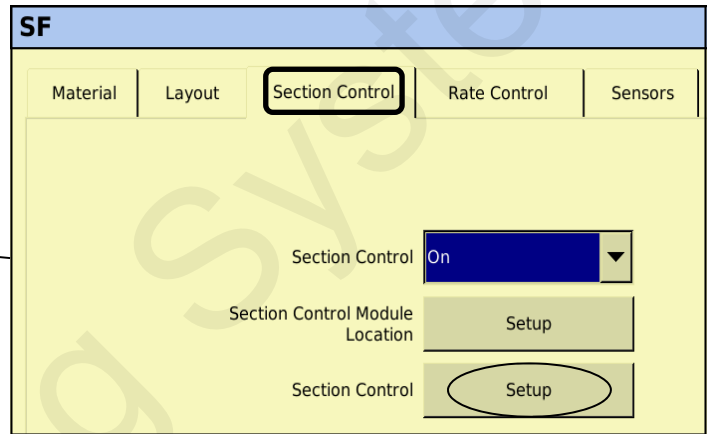 SF
Material Layout Section Control Rate Control Sensors
Section Control On
Section Control Module
Location Setup
Section Control Setup
g Syste